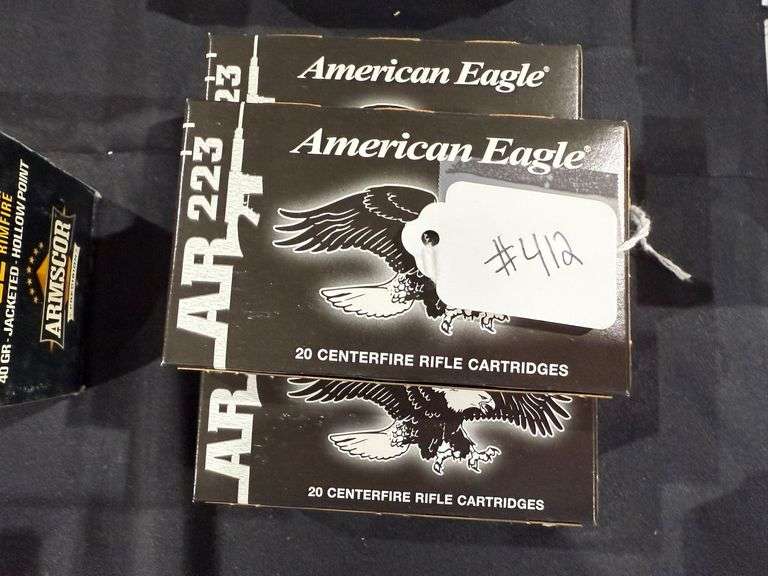 American Eagle®
23
American Eagle®
AR 223
#412
20 CENTERFIRE RIFLE CARTRIDGES
AR
20 CENTERFIRE RIFLE CARTRIDGES
RIMFIRE
40 GR - JACKETED - HOLLOW POINT
ARMSCOR